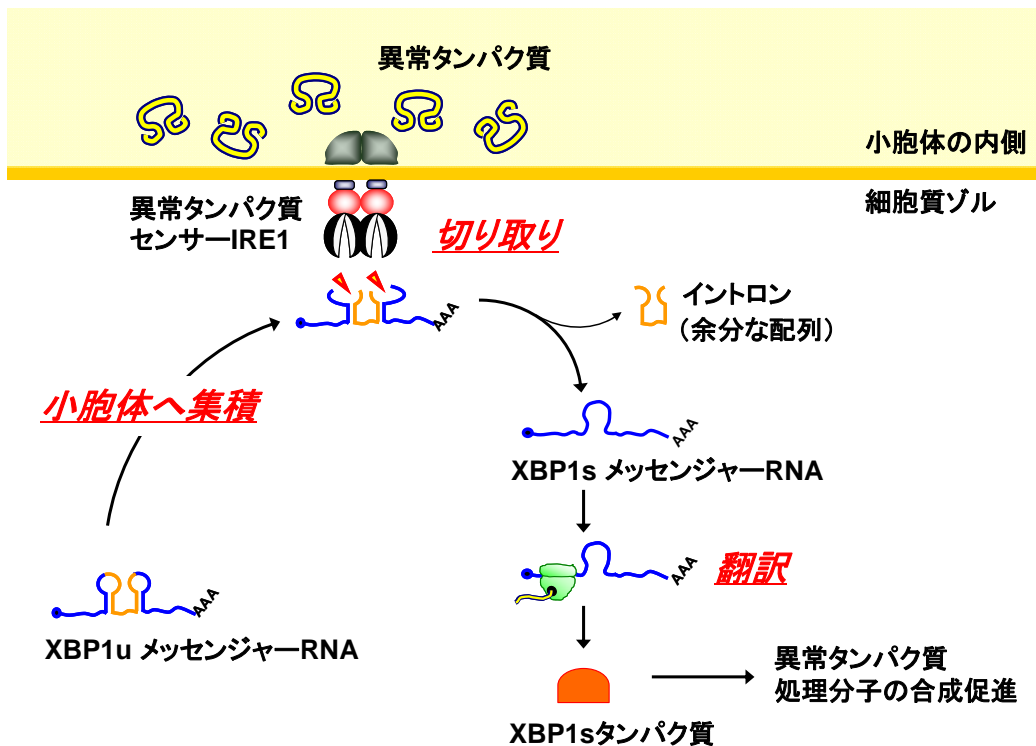 異常タンパク質
小胞体の内側
細胞質ゾル
異常タンパク質
センサーIRE1
切り取り
イントロン
（余分な配列）
AAA
小胞体へ集積
AAA
XBP1s メッセンジャーRNA
AAA
翻訳
AAA
XBP1u メッセンジャーRNA
異常タンパク質
処理分子の合成促進
XBP1sタンパク質